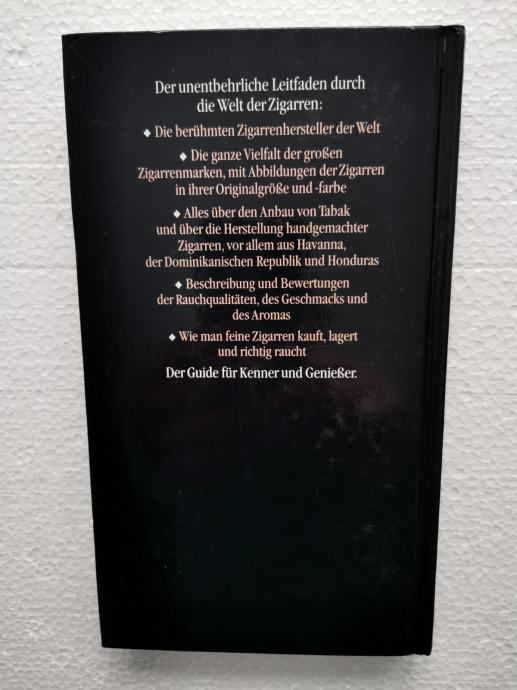 Der unentbehrliche Leitfaden durch
die Welt der Zigarren:
◆ Die berühmten Zigarrenhersteller der Welt
◆ Die ganze Vielfalt der großen
Zigarrenmarken, mit Abbildungen der Zigarren
in ihrer Originalgröße und -farbe
◆ Alles über den Anbau von Tabak
und über die Herstellung handgemachter
Zigarren, vor allem aus Havanna,
der Dominikanischen Republik und Honduras
◆ Beschreibung und Bewertungen
der Rauchqualitäten, des Geschmacks und
des Aromas
◆ Wie man feine Zigarren kauft, lagert
und richtig raucht
Der Guide für Kenner und Genießer.